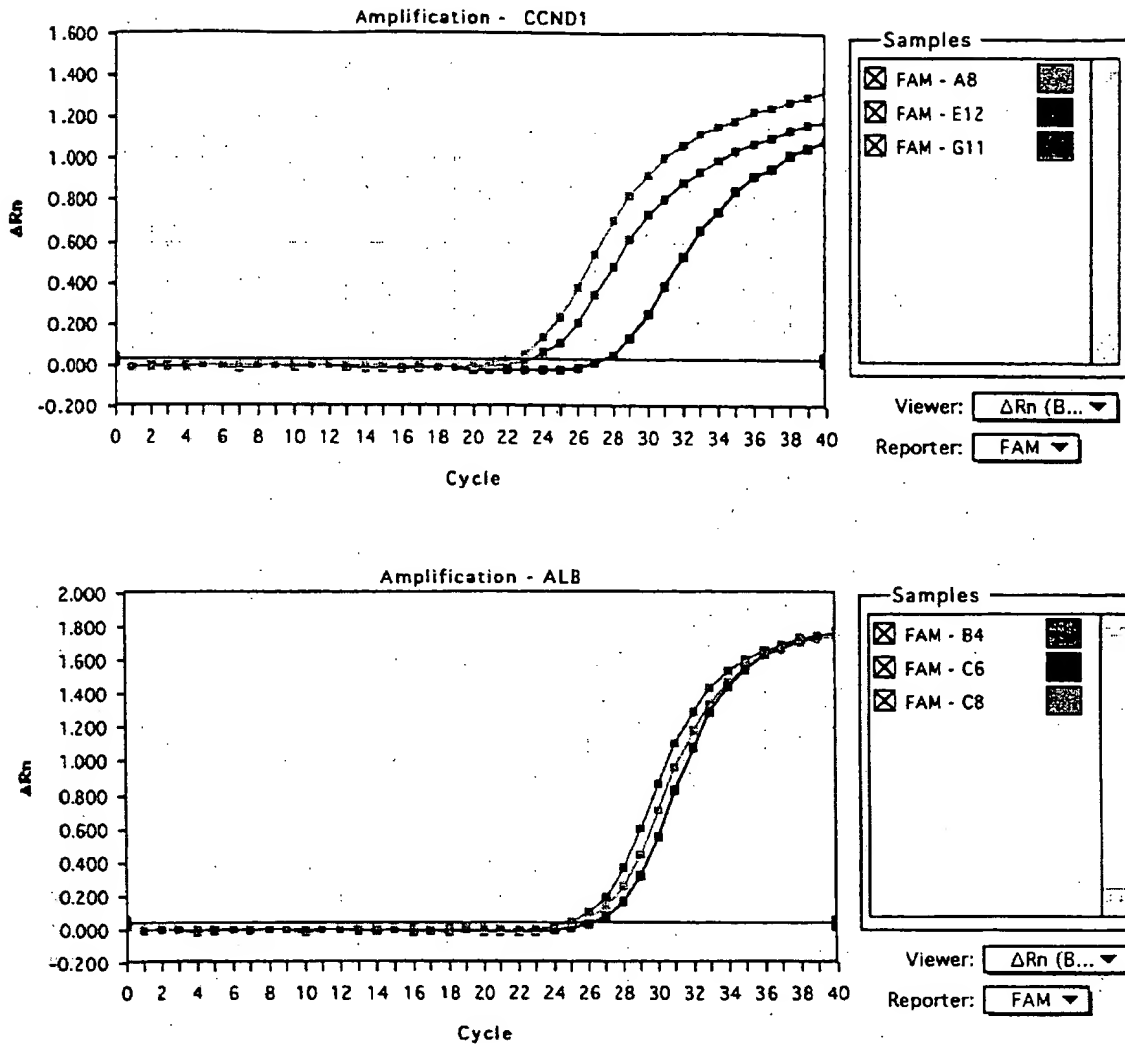 Amplification - CCND1
1.600
1.400
1.200
1.000
0.800
0.600
0.400
0.200
0.000
-0.200
ΔRn
0 2 4 6 8 10 12 14 16 18 20 22 24 26 28 30 32 34 36 38 40
Cycle
Samples
FAM - A8
FAM - E12
FAM - G11
Viewer: ΔRn (B...
Reporter: FAM
Amplification - ALB
2.000
1.800
1.600
1.400
1.200
1.000
0.800
0.600
0.400
0.200
0.000
-0.200
ΔRn
0 2 4 6 8 10 12 14 16 18 20 22 24 26 28 30 32 34 36 38 40
Cycle
Samples
FAM - B4
FAM - C6
FAM - C8
Viewer: ΔRn (B...
Reporter: FAM